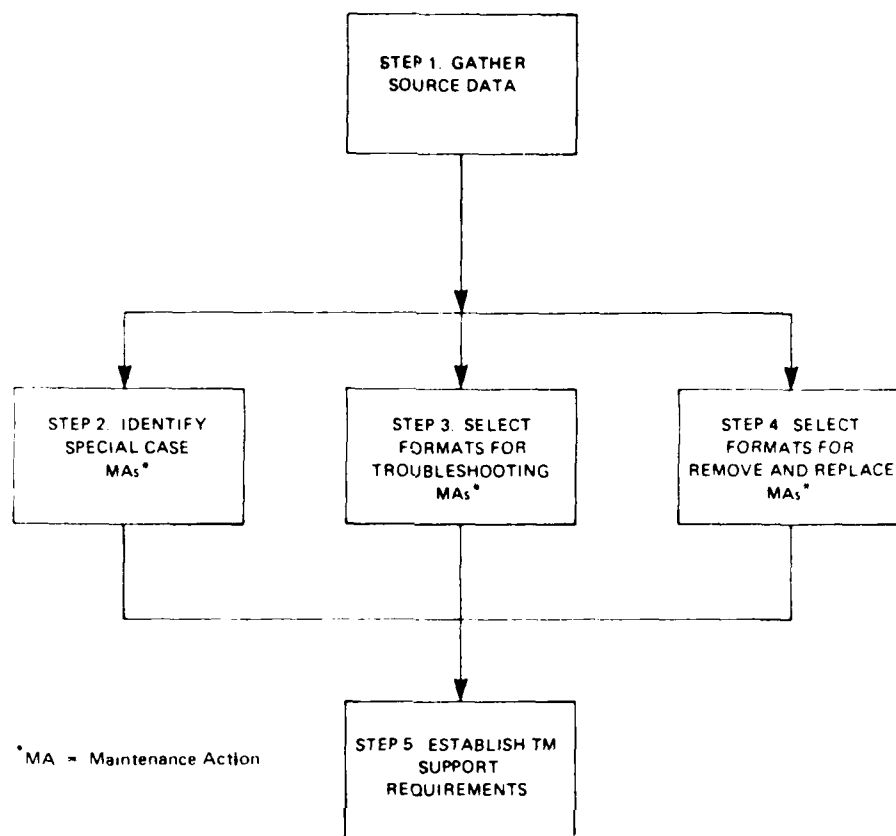 STEP 1. GATHER
SOURCE DATA
STEP 2. IDENTIFY
SPECIAL CASE
MAs*
STEP 3. SELECT
FORMATS FOR
TROUBLESHOOTING
MAs*
STEP 4. SELECT
FORMATS FOR
REMOVE AND REPLACE
MAs*
STEP 5. ESTABLISH TM
SUPPORT
REQUIREMENTS
*MA = Maintenance Action